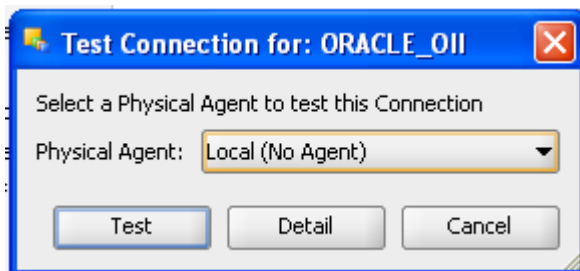 Test Connection for: ORACLE_OII
Select a Physical Agent to test this Connection
Physical Agent: Local (No Agent)
Test Detail Cancel